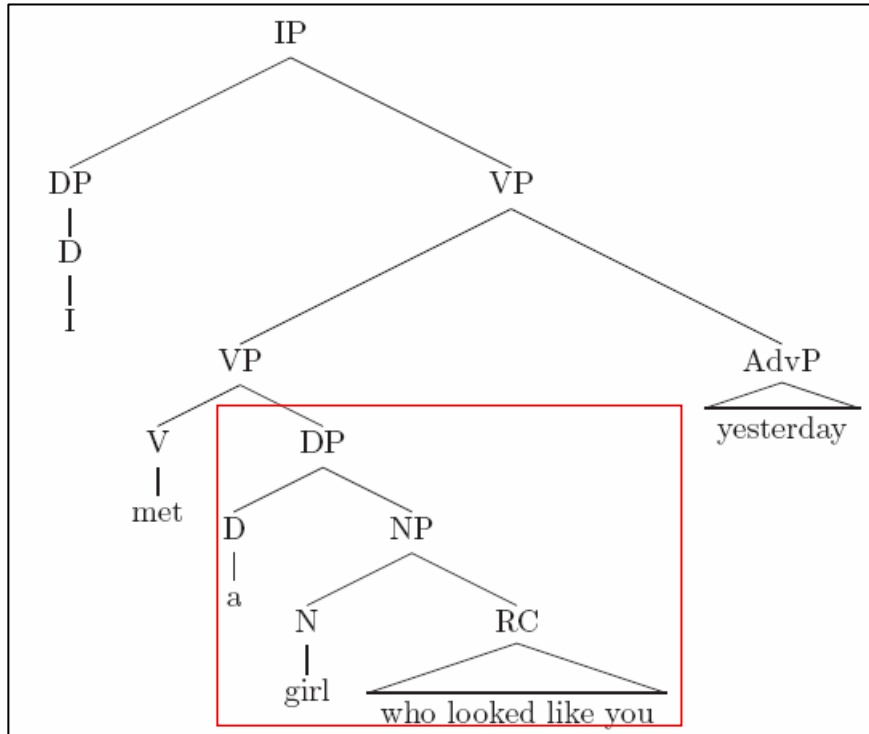 IP
DP VP
D
I
VP AdvP
yesterday
V DP
met
D NP
a
N RC
girl
who looked like you